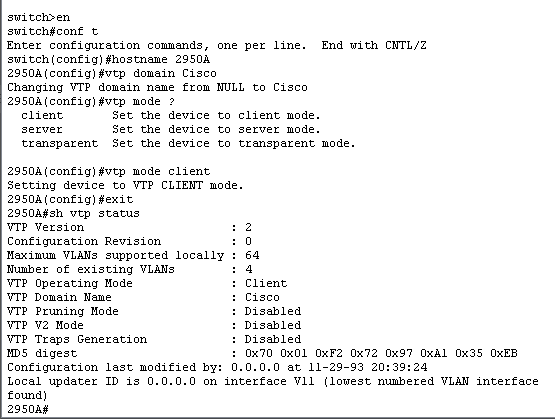 switch>en
switch#conf t
Enter configuration commands, one per line.  End with CNTL/Z
switch(config)#hostname 2950A
2950A(config)#vtp domain Cisco
Changing VTP domain name from NULL to Cisco
2950A(config)#vtp mode ?
  client       Set the device to client mode.
  server       Set the device to server mode.
  transparent  Set the device to transparent mode.
2950A(config)#vtp mode client
Setting device to VTP CLIENT mode.
2950A(config)#exit
2950A#sh vtp status
VTP Version                     : 2
Configuration Revision          : 0
Maximum VLANs supported locally : 64
Number of existing VLANs        : 4
VTP Operating Mode              : Client
VTP Domain Name                 : Cisco
VTP Pruning Mode                : Disabled
VTP V2 Mode                     : Disabled
VTP Traps Generation            : Disabled
MD5 digest                      : 0x70 0x01 0xF2 0x72 0x97 0xA1 0x35 0xEB
Configuration last modified by: 0.0.0.0 at 11-29-93 20:39:24
Local updater ID is 0.0.0.0 on interface Vl1 (lowest numbered VLAN interface
found)
2950A#